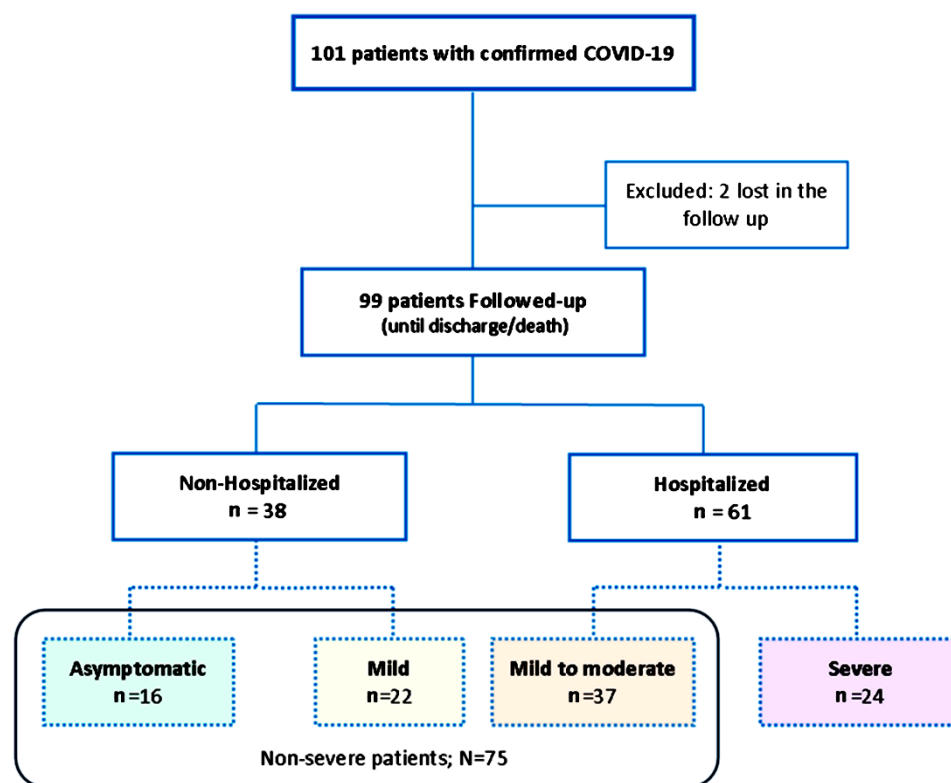 101 patients with confirmed COVID-19
Excluded: 2 lost in the
follow up
99 patients Followed-up
(until discharge/death)
Non-Hospitalized
n = 38
Hospitalized
n = 61
Asymptomatic
n=16
Mild
n=22
Mild to moderate
n=37
Severe
n=24
Non-severe patients; N=75